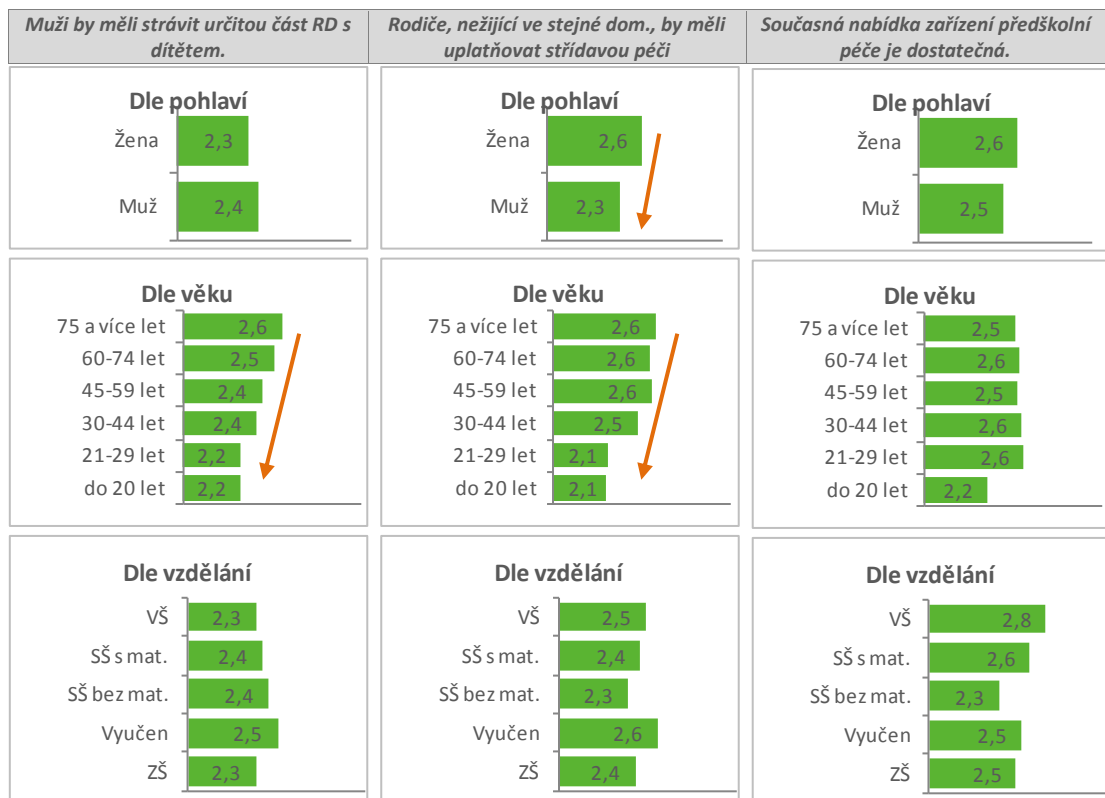 Muži by měli strávit určitou část RD s
dítětem.
Rodiče, nežijící ve stejné dom., by měli
uplatňovat střídavou péči
Současná nabídka zařízení předškolní
péče je dostatečná.
Dle pohlaví
Žena 2,3
Muž 2,4
Dle pohlaví
Žena 2,6
Muž 2,3
Dle pohlaví
Žena 2,6
Muž 2,5
Dle věku
75 a více let 2,6
60-74 let 2,5
45-59 let 2,4
30-44 let 2,4
21-29 let 2,2
do 20 let 2,2
Dle věku
75 a více let 2,6
60-74 let 2,6
45-59 let 2,6
30-44 let 2,5
21-29 let 2,1
do 20 let 2,1
Dle věku
75 a více let 2,5
60-74 let 2,6
45-59 let 2,5
30-44 let 2,6
21-29 let 2,6
do 20 let 2,2
Dle vzdělání
VŠ 2,3
SŠ s mat. 2,4
SŠ bez mat. 2,4
Vyučen 2,5
ZŠ 2,3
Dle vzdělání
VŠ 2,5
SŠ s mat. 2,4
SŠ bez mat. 2,3
Vyučen 2,6
ZŠ 2,4
Dle vzdělání
VŠ 2,8
SŠ s mat. 2,6
SŠ bez mat. 2,3
Vyučen 2,5
ZŠ 2,5